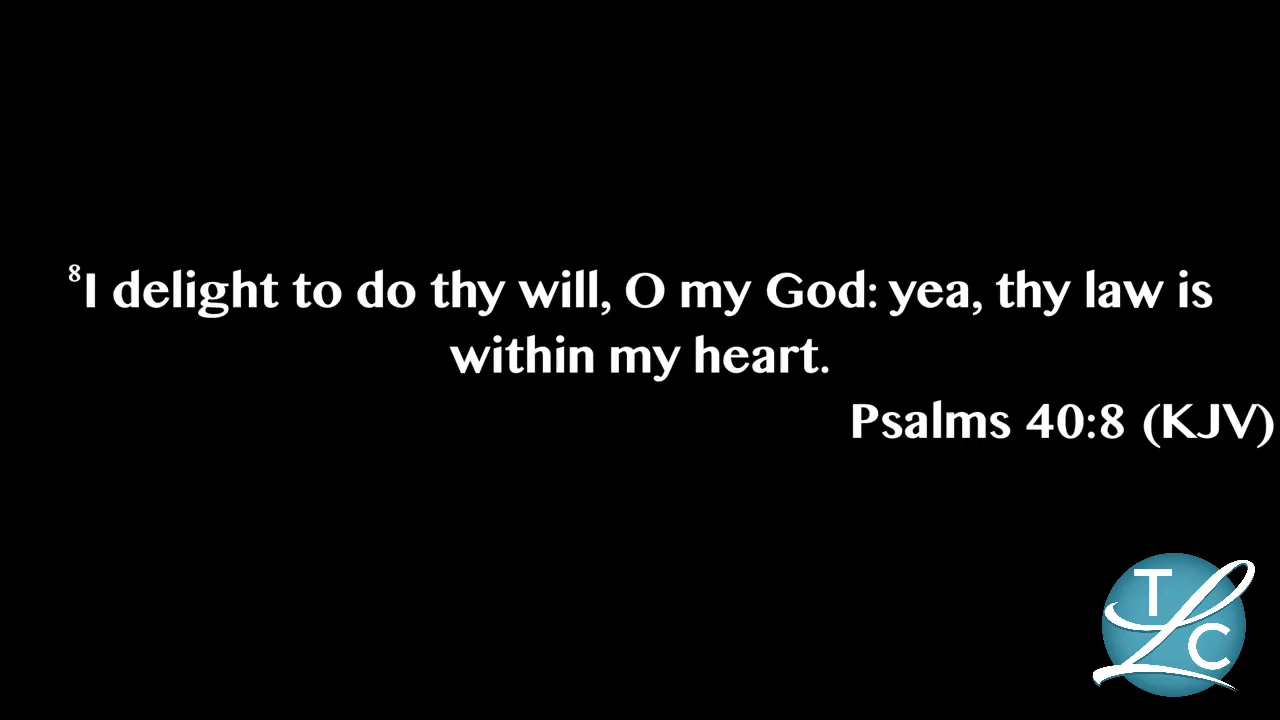 ⁸I delight to do thy will, O my God: yea, thy law is
within my heart.
Psalms 40:8 (KJV)
TLC